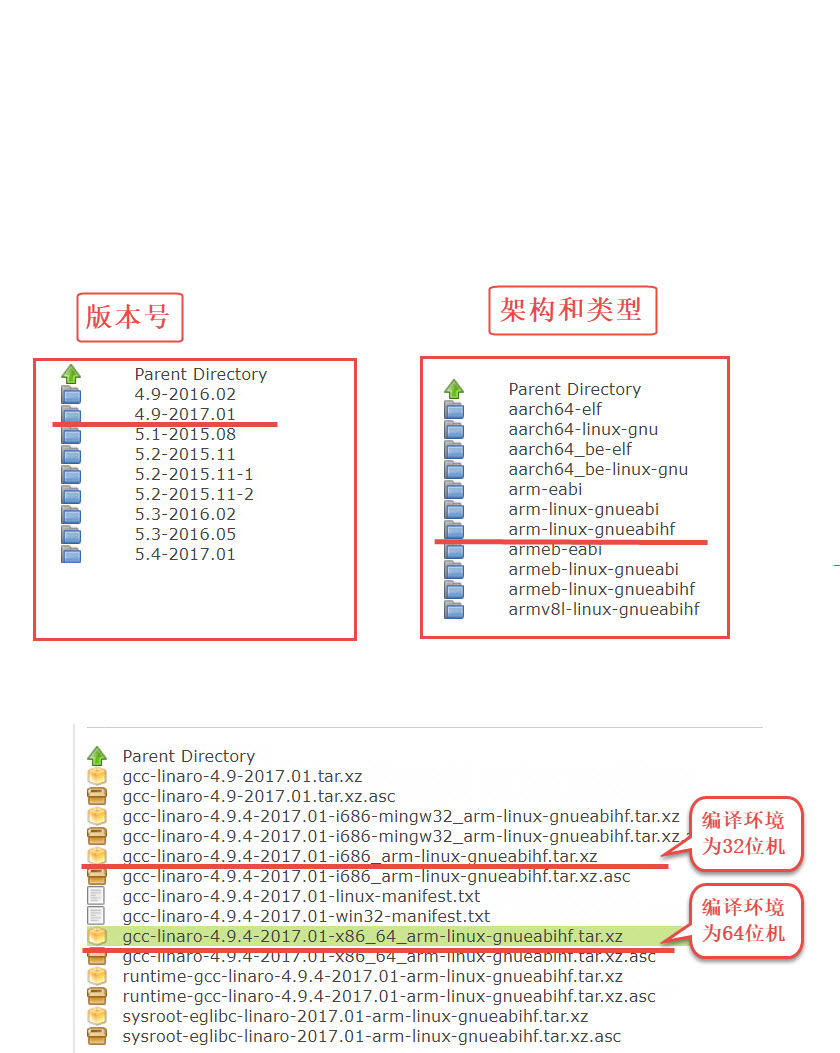 版本号
架构和类型
Parent Directory
4.9-2016.02
4.9-2017.01
5.1-2015.08
5.2-2015.11
5.2-2015.11-1
5.2-2015.11-2
5.3-2016.02
5.3-2016.05
5.4-2017.01
Parent Directory
aarch64-elf
aarch64-linux-gnu
aarch64_be-elf
aarch64_be-linux-gnu
arm-eabi
arm-linux-gnueabi
arm-linux-gnueabihf
armeb-eabi
armeb-linux-gnueabi
armeb-linux-gnueabihf
armv8l-linux-gnueabihf
Parent Directory
gcc-linaro-4.9-2017.01.tar.xz
gcc-linaro-4.9-2017.01.tar.xz.asc
gcc-linaro-4.9.4-2017.01-i686-mingw32_arm-linux-gnueabihf.tar.xz
gcc-linaro-4.9.4-2017.01-i686-mingw32_arm-linux-gnueabihf.tar.xz
gcc-linaro-4.9.4-2017.01-i686_arm-linux-gnueabihf.tar.xz
gcc-linaro-4.9.4-2017.01-i686_arm-linux-gnueabihf.tar.xz.asc
gcc-linaro-4.9.4-2017.01-linux-manifest.txt
gcc-linaro-4.9.4-2017.01-win32-manifest.txt
gcc-linaro-4.9.4-2017.01-x86_64_arm-linux-gnueabihf.tar.xz
gcc-linaro-4.9.4-2017.01-x86_64_arm-linux-gnueabihf.tar.xz.asc
runtime-gcc-linaro-4.9.4-2017.01-arm-linux-gnueabihf.tar.xz
runtime-gcc-linaro-4.9.4-2017.01-arm-linux-gnueabihf.tar.xz.asc
sysroot-eglibc-linaro-2017.01-arm-linux-gnueabihf.tar.xz
sysroot-eglibc-linaro-2017.01-arm-linux-gnueabihf.tar.xz.asc
编译环境
为32位机
编译环境
为64位机